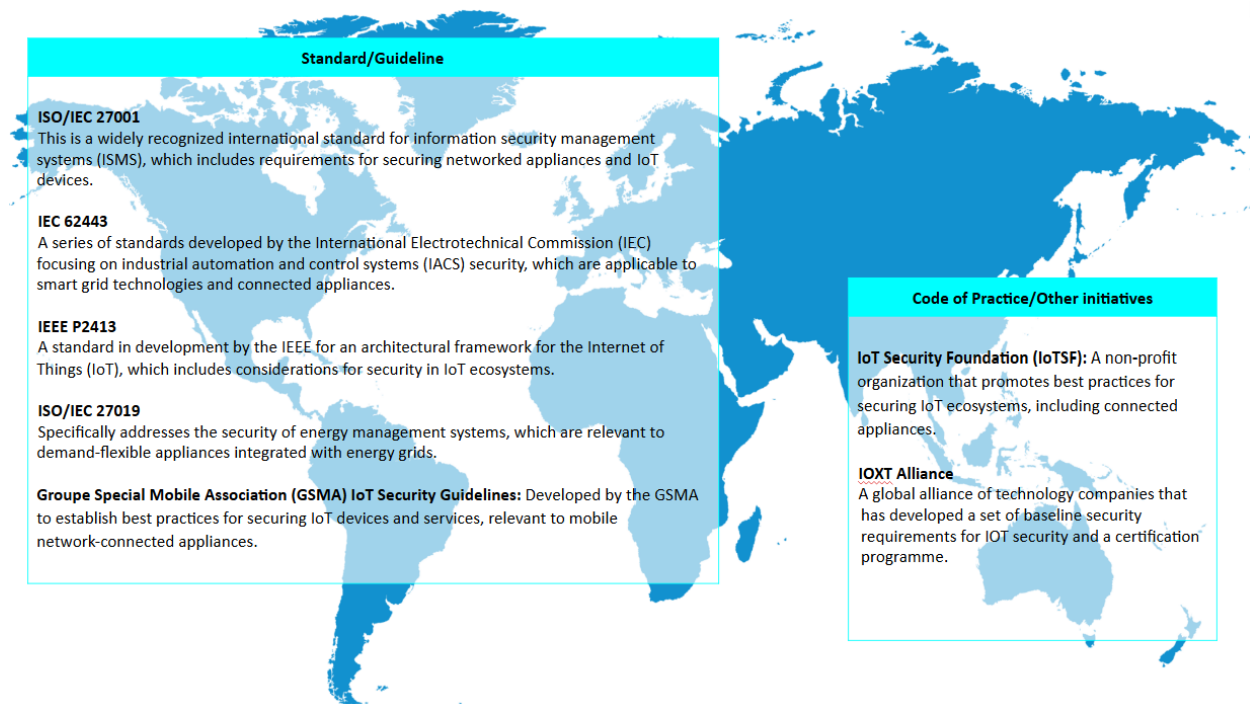 Standard/Guideline
ISO/IEC 27001
This is a widely recognized international standard for information security management
systems (ISMS), which includes requirements for securing networked appliances and IoT
devices.
IEC 62443
A series of standards developed by the International Electrotechnical Commission (IEC)
focusing on industrial automation and control systems (IACS) security, which are applicable to
smart grid technologies and connected appliances.
IEEE P2413
A standard in development by the IEEE for an architectural framework for the Internet of
Things (IoT), which includes considerations for security in IoT ecosystems.
ISO/IEC 27019
Specifically addresses the security of energy management systems, which are relevant to
demand-flexible appliances integrated with energy grids.
Groupe Special Mobile Association (GSMA) IoT Security Guidelines: Developed by the GSMA
to establish best practices for securing IoT devices and services, relevant to mobile
network-connected appliances.
Code of Practice/Other initiatives
IoT Security Foundation (IoTSF): A non-profit
organization that promotes best practices for
securing IoT ecosystems, including connected
appliances.
IOXT Alliance
A global alliance of technology companies that
has developed a set of baseline security
requirements for IOT security and a certification
programme.